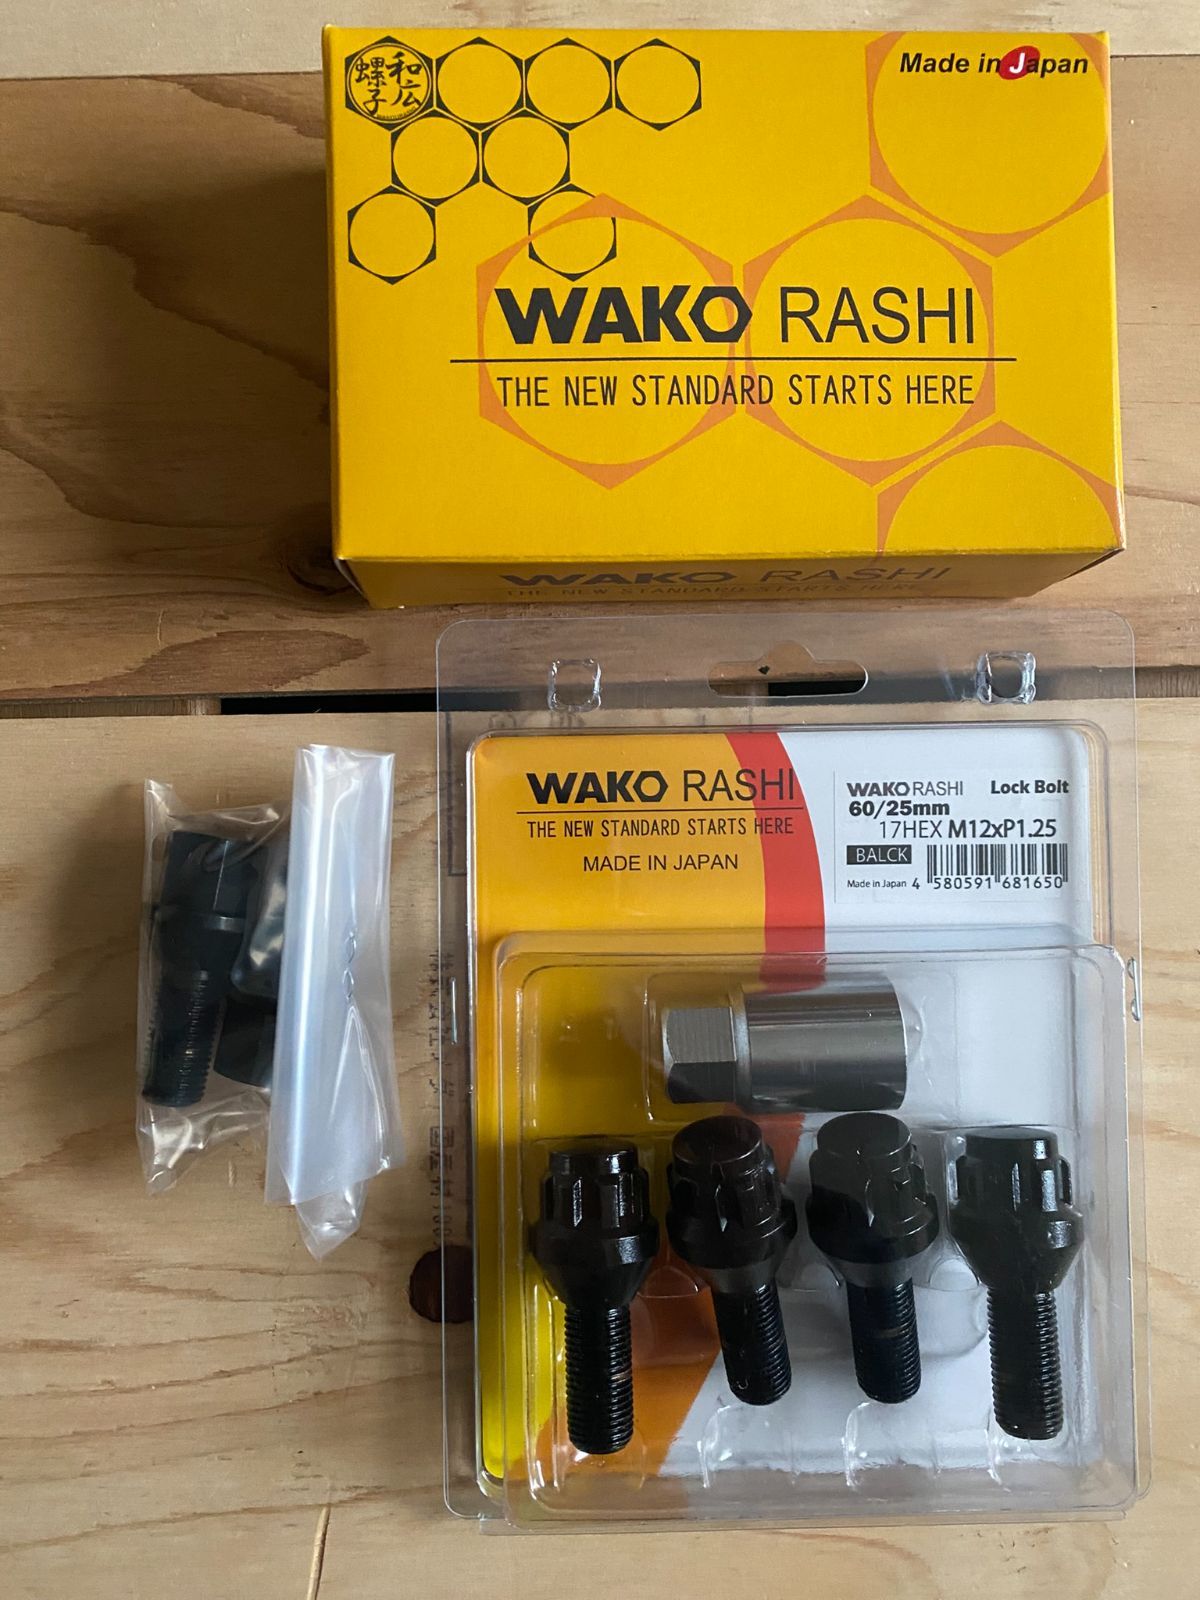 和広
螺子
Made in Japan
WAKO RASHI
THE NEW STANDARD STARTS HERE
WAKO RASHI
THE NEW STANDARD STARTS HERE
WAKO RASHI
THE NEW STANDARD STARTS HERE
MADE IN JAPAN
WAKO RASHI Lock Bolt
60/25mm
17HEX M12xP1.25
BALCK
Made in Japan 4 580591 681650